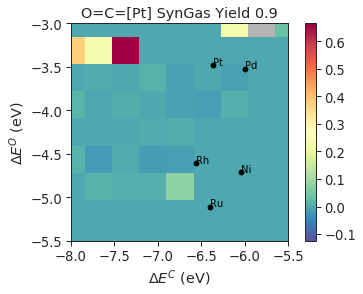 O=C=[Pt] SynGas Yield 0.9
−3.0
−3.5
−4.0
−4.5
−5.0
−5.5
ΔE^O (eV)
Pt
Pd
Rh
Ni
Ru
−8.0 −7.5 −7.0 −6.5 −6.0 −5.5
ΔE^C (eV)
0.6
0.5
0.4
0.3
0.2
0.1
0.0
−0.1